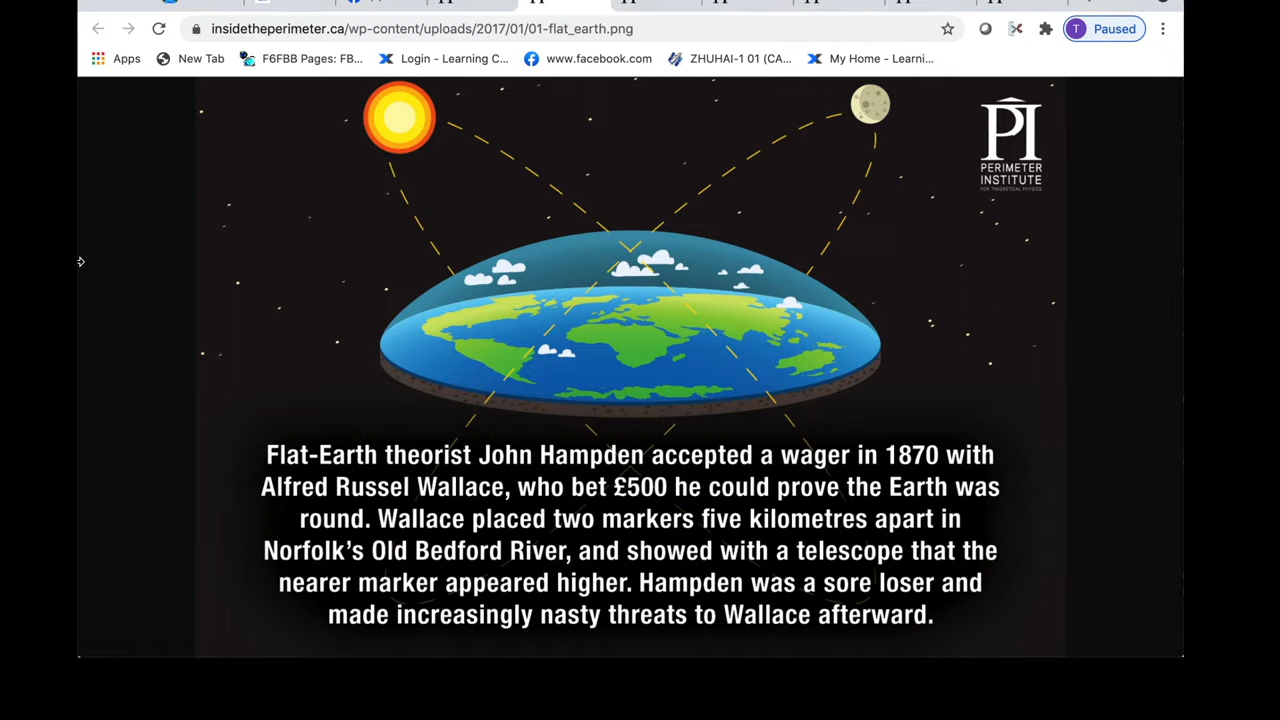 insidetheperimeter.ca/wp-content/uploads/2017/01/01-flat_earth.png
T Paused
Apps New Tab F6FBB Pages: FB... Login - Learning C... www.facebook.com ZHUHAI-1 01 (CA... My Home - Learni...
PI
PERIMETER
INSTITUTE
FOR THEORETICAL PHYSICS
Flat-Earth theorist John Hampden accepted a wager in 1870 with
Alfred Russel Wallace, who bet £500 he could prove the Earth was
round. Wallace placed two markers five kilometres apart in
Norfolk's Old Bedford River, and showed with a telescope that the
nearer marker appeared higher. Hampden was a sore loser and
made increasingly nasty threats to Wallace afterward.